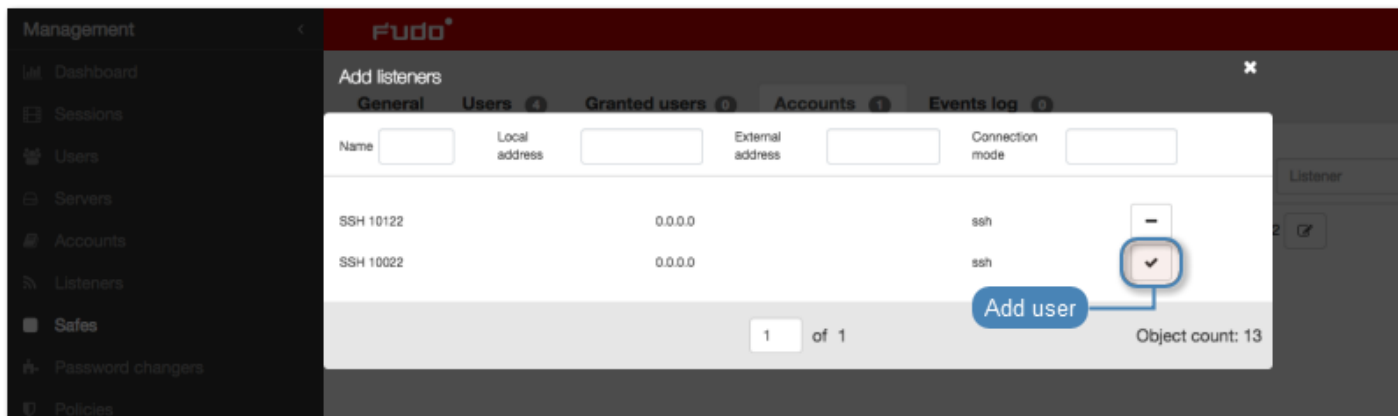 Management
Fudo
Dashboard
Add listeners
General Users 4 Granted users 0 Accounts 1 Events log 0
Sessions
Name Local address External address Connection mode
Users
Listener
Servers
SSH 10122 0.0.0.0 ssh
2
Accounts
SSH 10022 0.0.0.0 ssh
Listeners
Add user
Safes
1 of 1 Object count: 13
Password changers
Policies